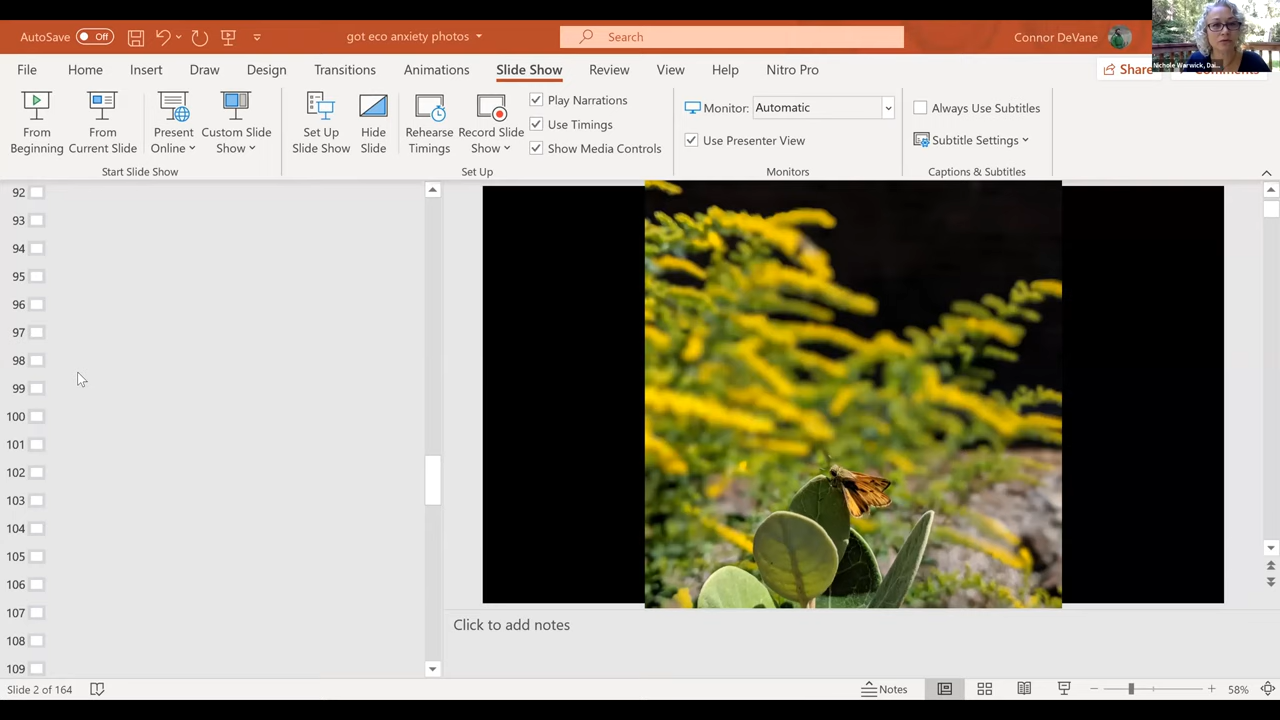 AutoSave Off
got eco anxiety photos
Search
Connor DeVane
Nichole Warwick, Dai...
File Home Insert Draw Design Transitions Animations Slide Show Review View Help Nitro Pro
Share
Comments
From Beginning
From Current Slide
Present Online
Custom Slide Show
Start Slide Show
Set Up Slide Show
Hide Slide
Rehearse Timings
Record Slide Show
Play Narrations
Use Timings
Show Media Controls
Set Up
Monitor: Automatic
Use Presenter View
Monitors
Always Use Subtitles
Subtitle Settings
Captions & Subtitles
92
93
94
95
96
97
98
99
100
101
102
103
104
105
106
107
108
109
Click to add notes
Slide 2 of 164
Notes
58%